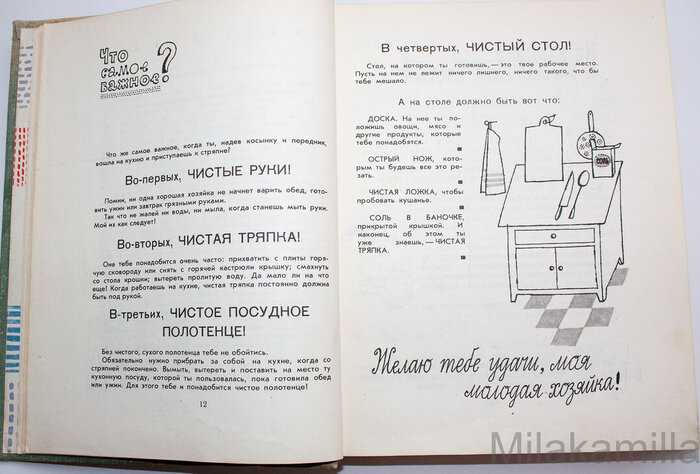 Что
самое
важное?
Что же самое важное, когда ты, надев косынку и передник,
вошла на кухню и приступаешь к стряпне?
Во-первых, ЧИСТЫЕ РУКИ!
Помни, ни одна хорошая хозяйка не начнет варить обед, гото-
вить ужин или завтрак грязными руками.
Так что не жалей ни воды, ни мыла, когда станешь мыть руки.
Мой их как следует!
Во-вторых, ЧИСТАЯ ТРЯПКА!
Она тебе понадобится очень часто: прихватить с плиты горя-
чую сковороду или снять с горячей кастрюли крышку; смахнуть
со стола крошки; вытереть пролитую воду. Да мало ли на что
еще! Когда работаешь на кухне, чистая тряпка постоянно должна
быть под рукой.
В-третьих, ЧИСТОЕ ПОСУДНОЕ
ПОЛОТЕНЦЕ!
Без чистого, сухого полотенца тебе не обойтись.
Обязательно нужно прибрать за собой на кухне, когда со
стряпней покончено. Вымыть, вытереть и поставить на место ту
кухонную посуду, которой ты пользовалась, пока готовила обед
или ужин. Для этого тебе и понадобится чистое полотенце!
12
В четвертых, ЧИСТЫЙ СТОЛ!
Стол, на котором ты готовишь,—это твое рабочее место.
Пусть на нем не лежит ничего лишнего, ничего такого, что бы
тебе мешало.
А на столе должно быть вот что:
ДОСКА. На нее ты по-
ложишь овощи, мясо и
другие продукты, которые
тебе понадобятся.
ОСТРЫЙ НОЖ, кото-
рым ты будешь все это ре-
зать.
ЧИСТАЯ ЛОЖКА, чтобы
пробовать кушанье.
СОЛЬ В БАНОЧКЕ,
прикрытой крышкой. И
наконец, об этом ты
уже знаешь,—ЧИСТАЯ
ТРЯПКА.
СОЛЬ
Желаю тебе удачи, моя
молодая хозяйка!
Milakamilla